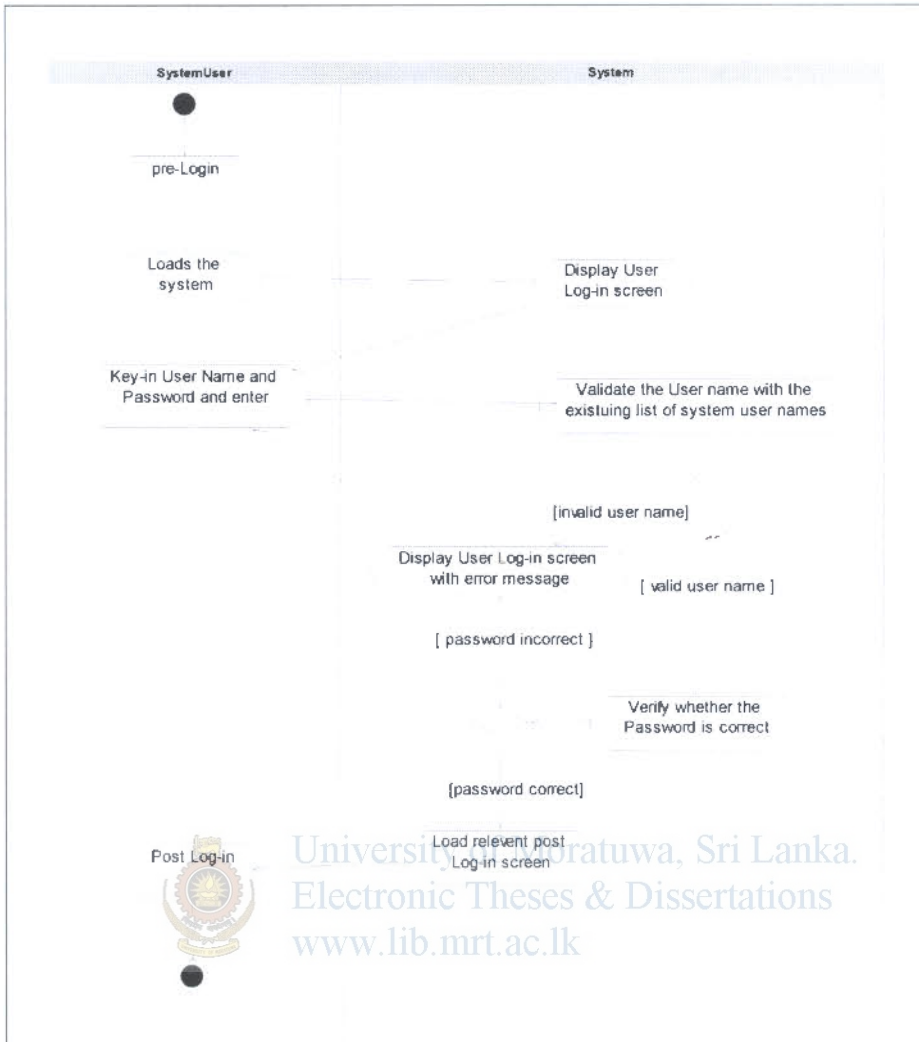 SystemUser
System
pre-Login
Loads the
system
Display User
Log-in screen
Key-in User Name and
Password and enter
Validate the User name with the
existuing list of system user names
[invalid user name]
Display User Log-in screen
with error message
[ valid user name ]
[ password incorrect ]
Verify whether the
Password is correct
[password correct]
Load relevent post
Log-in screen
Post Log-in
University of Moratuwa, Sri Lanka.
Electronic Theses & Dissertations
www.lib.mrt.ac.lk